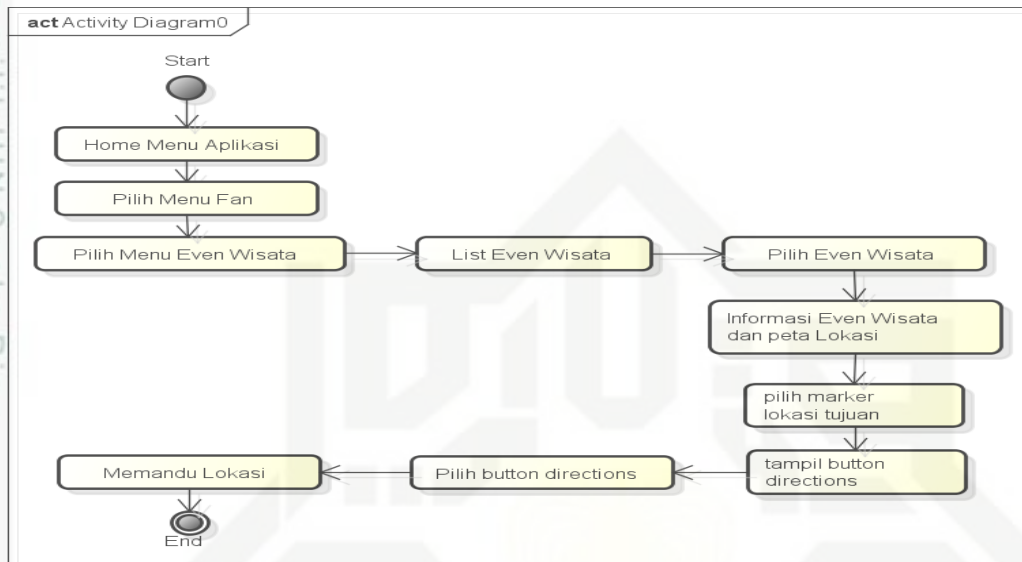 act Activity Diagram0
Start
Home Menu Aplikasi
Pilih Menu Fan
Pilih Menu Even Wisata
List Even Wisata
Pilih Even Wisata
Informasi Even Wisata
dan peta Lokasi
pilih marker
lokasi tujuan
tampil button
directions
Pilih button directions
Memandu Lokasi
End